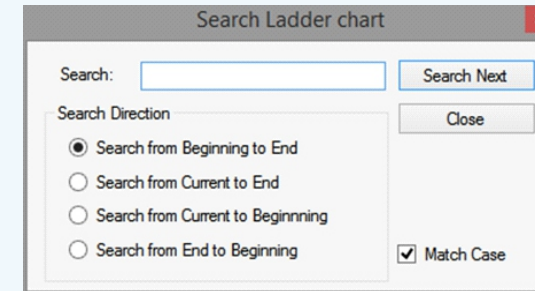 Search Ladder chart
Search: Search Next
Search Direction Close
Search from Beginning to End
Search from Current to End
Search from Current to Beginnning
Search from End to Beginning Match Case